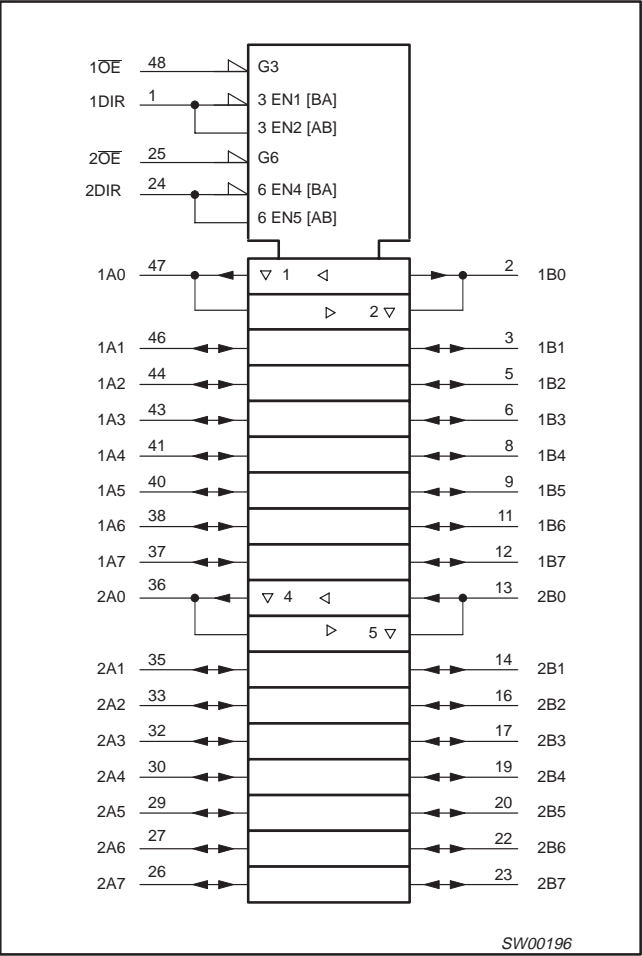 1O̅E̅ 48 G3
1DIR 1 3 EN1 [BA]
3 EN2 [AB]
2O̅E̅ 25 G6
2DIR 24 6 EN4 [BA]
6 EN5 [AB]
1A0 47 ▽ 1 ◁ 2 1B0
▷ 2 ▽
1A1 46 3 1B1
1A2 44 5 1B2
1A3 43 6 1B3
1A4 41 8 1B4
1A5 40 9 1B5
1A6 38 11 1B6
1A7 37 12 1B7
2A0 36 ▽ 4 ◁ 13 2B0
▷ 5 ▽
2A1 35 14 2B1
2A2 33 16 2B2
2A3 32 17 2B3
2A4 30 19 2B4
2A5 29 20 2B5
2A6 27 22 2B6
2A7 26 23 2B7
SW00196